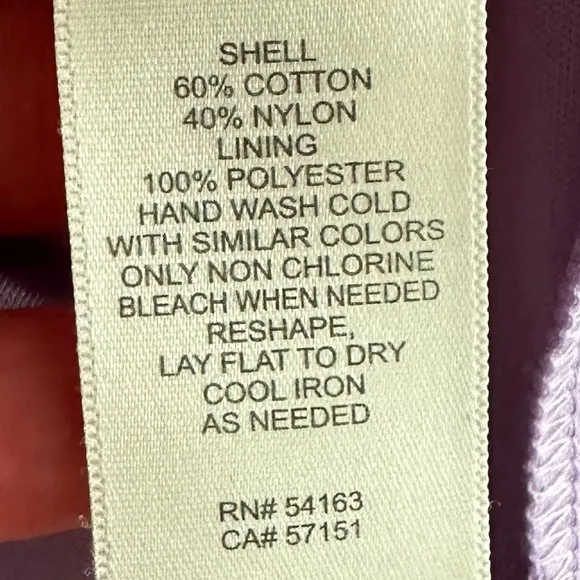 SHELL
60% COTTON
40% NYLON
LINING
100% POLYESTER
HAND WASH COLD
WITH SIMILAR COLORS
ONLY NON CHLORINE
BLEACH WHEN NEEDED
RESHAPE,
LAY FLAT TO DRY
COOL IRON
AS NEEDED
RN# 54163
CA# 57151